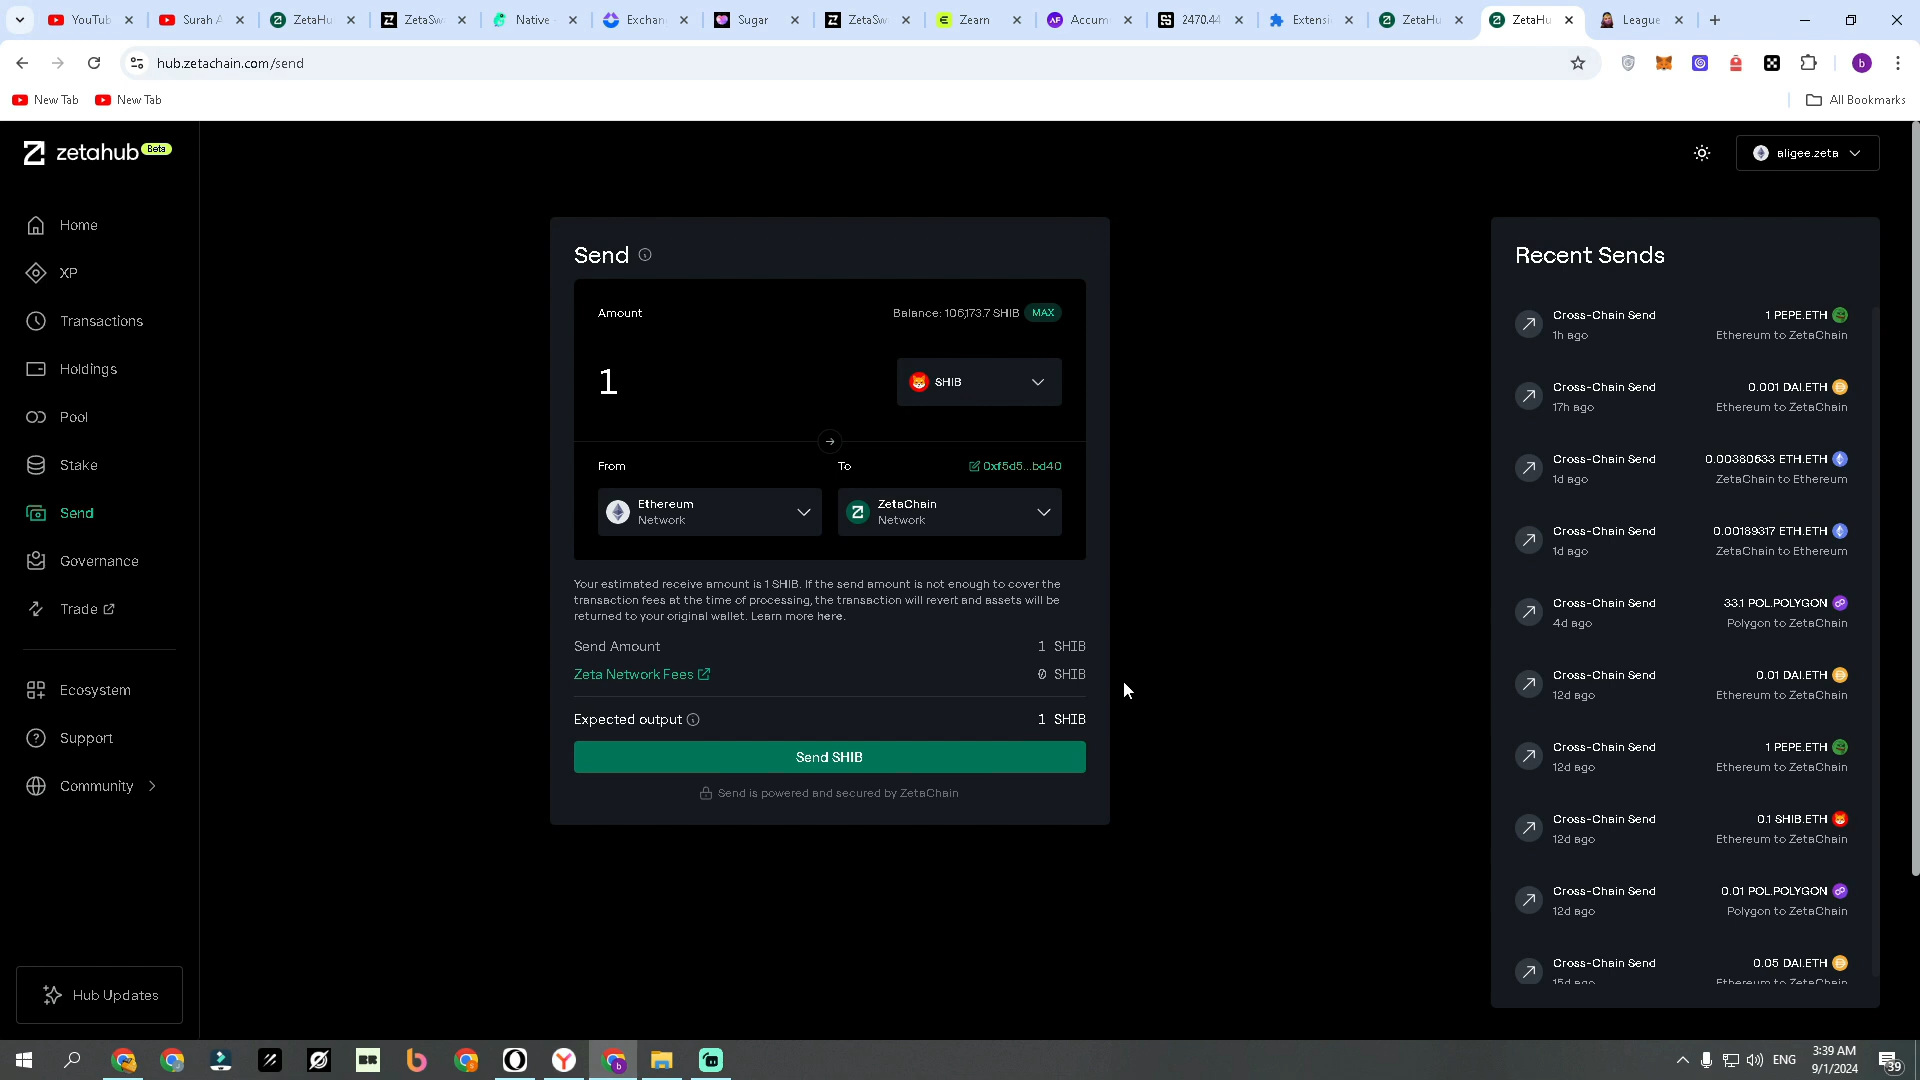 YouTub
Surah A
ZetaHu
ZetaSw
Native -
Exchan
Sugar
ZetaSw
Zearn
Accum
2470.44
Extensi
ZetaHu
ZetaHu
League
hub.zetachain.com/send
b
New Tab
New Tab
All Bookmarks
zetahub Beta
aligee.zeta
Home
XP
Transactions
Holdings
Pool
Stake
Send
Governance
Trade
Ecosystem
Support
Community
Hub Updates
Send
Amount
Balance: 106,173.7 SHIB MAX
1
SHIB
From
To
0xf5d5...bd40
Ethereum
Network
ZetaChain
Network
Your estimated receive amount is 1 SHIB. If the send amount is not enough to cover the
transaction fees at the time of processing, the transaction will revert and assets will be
returned to your original wallet. Learn more here.
Send Amount 1 SHIB
Zeta Network Fees 0 SHIB
Expected output 1 SHIB
Send SHIB
Send is powered and secured by ZetaChain
Recent Sends
Cross-Chain Send 1 PEPE.ETH
1h ago Ethereum to ZetaChain
Cross-Chain Send 0.001 DAI.ETH
17h ago Ethereum to ZetaChain
Cross-Chain Send 0.00380633 ETH.ETH
1d ago ZetaChain to Ethereum
Cross-Chain Send 0.00189317 ETH.ETH
1d ago ZetaChain to Ethereum
Cross-Chain Send 33.1 POL.POLYGON
4d ago Polygon to ZetaChain
Cross-Chain Send 0.01 DAI.ETH
12d ago Ethereum to ZetaChain
Cross-Chain Send 1 PEPE.ETH
12d ago Ethereum to ZetaChain
Cross-Chain Send 0.1 SHIB.ETH
12d ago Ethereum to ZetaChain
Cross-Chain Send 0.01 POL.POLYGON
12d ago Polygon to ZetaChain
Cross-Chain Send 0.05 DAI.ETH
15d ago Ethereum to ZetaChain
ENG
3:39 AM
9/1/2024
39